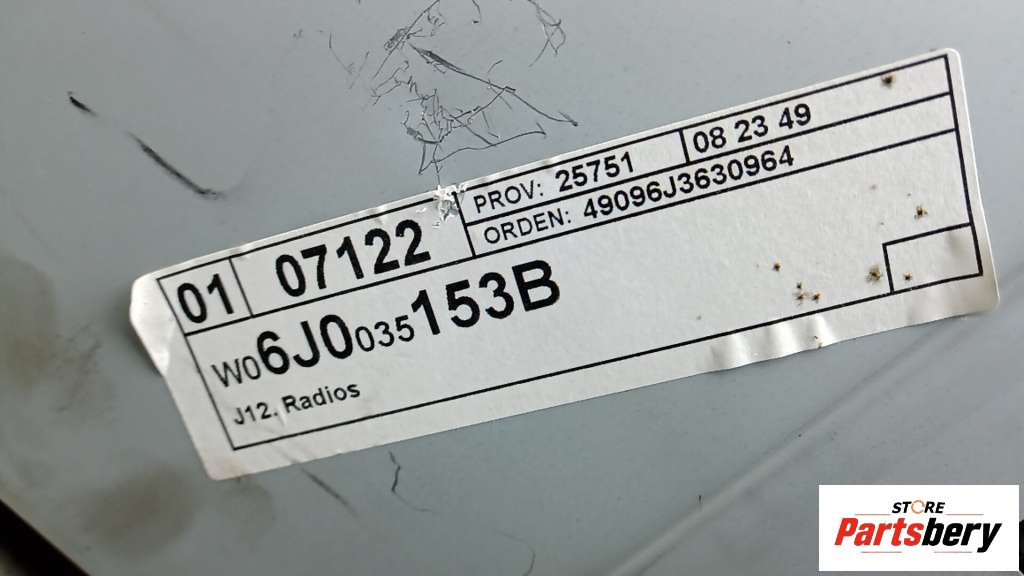 01 07122 PROV: 25751 08 23 49
ORDEN: 49096J3630964
W06J0035153B
J12. Radios
STORE
Partsbery